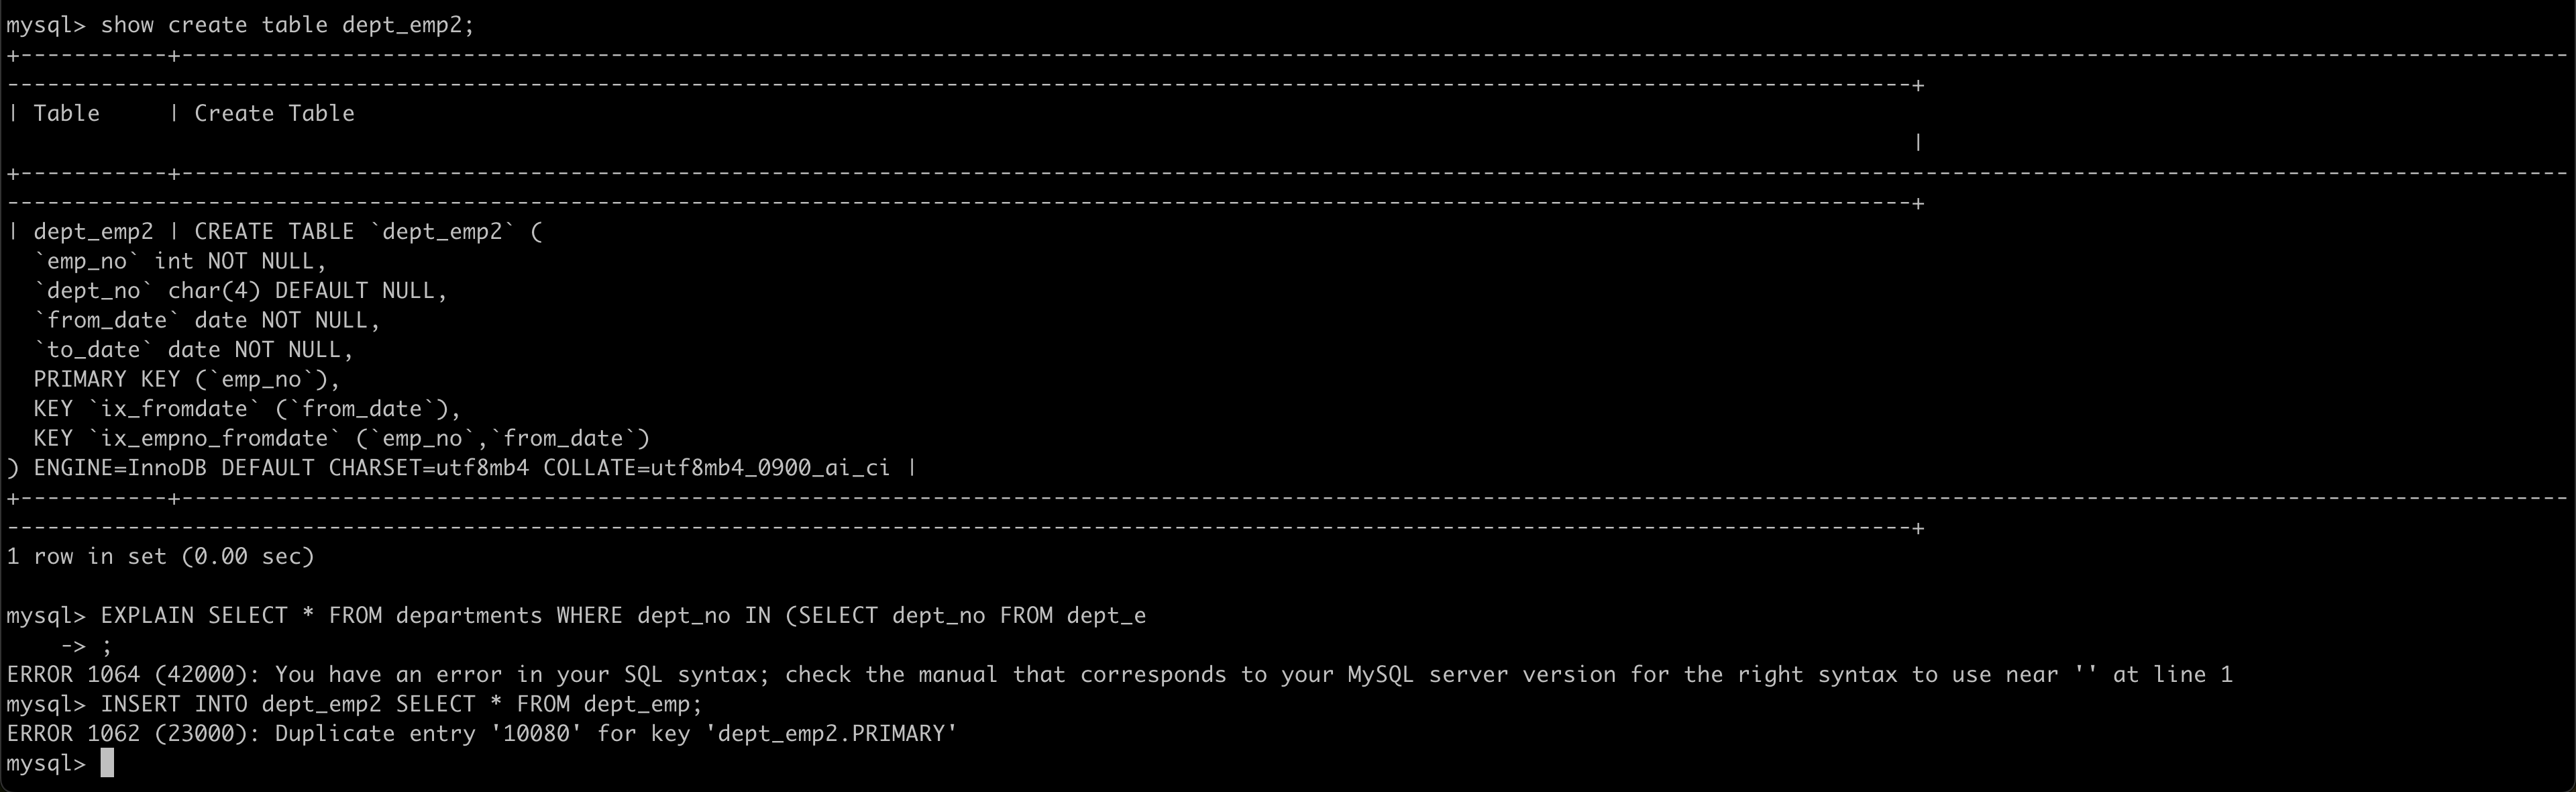 mysql> show create table dept_emp2;
+-----------+----------------------------------------------------------------------------------------------------------------------------------------------------------------------------------
----------------------------------------------------------------------------------------------------------------------------------------------+
| Table     | Create Table
|
+-----------+----------------------------------------------------------------------------------------------------------------------------------------------------------------------------------
----------------------------------------------------------------------------------------------------------------------------------------------+
| dept_emp2 | CREATE TABLE `dept_emp2` (
  `emp_no` int NOT NULL,
  `dept_no` char(4) DEFAULT NULL,
  `from_date` date NOT NULL,
  `to_date` date NOT NULL,
  PRIMARY KEY (`emp_no`),
  KEY `ix_fromdate` (`from_date`),
  KEY `ix_empno_fromdate` (`emp_no`,`from_date`)
) ENGINE=InnoDB DEFAULT CHARSET=utf8mb4 COLLATE=utf8mb4_0900_ai_ci |
+-----------+----------------------------------------------------------------------------------------------------------------------------------------------------------------------------------
----------------------------------------------------------------------------------------------------------------------------------------------+
1 row in set (0.00 sec)
mysql> EXPLAIN SELECT * FROM departments WHERE dept_no IN (SELECT dept_no FROM dept_e
    -> ;
ERROR 1064 (42000): You have an error in your SQL syntax; check the manual that corresponds to your MySQL server version for the right syntax to use near '' at line 1
mysql> INSERT INTO dept_emp2 SELECT * FROM dept_emp;
ERROR 1062 (23000): Duplicate entry '10080' for key 'dept_emp2.PRIMARY'
mysql>